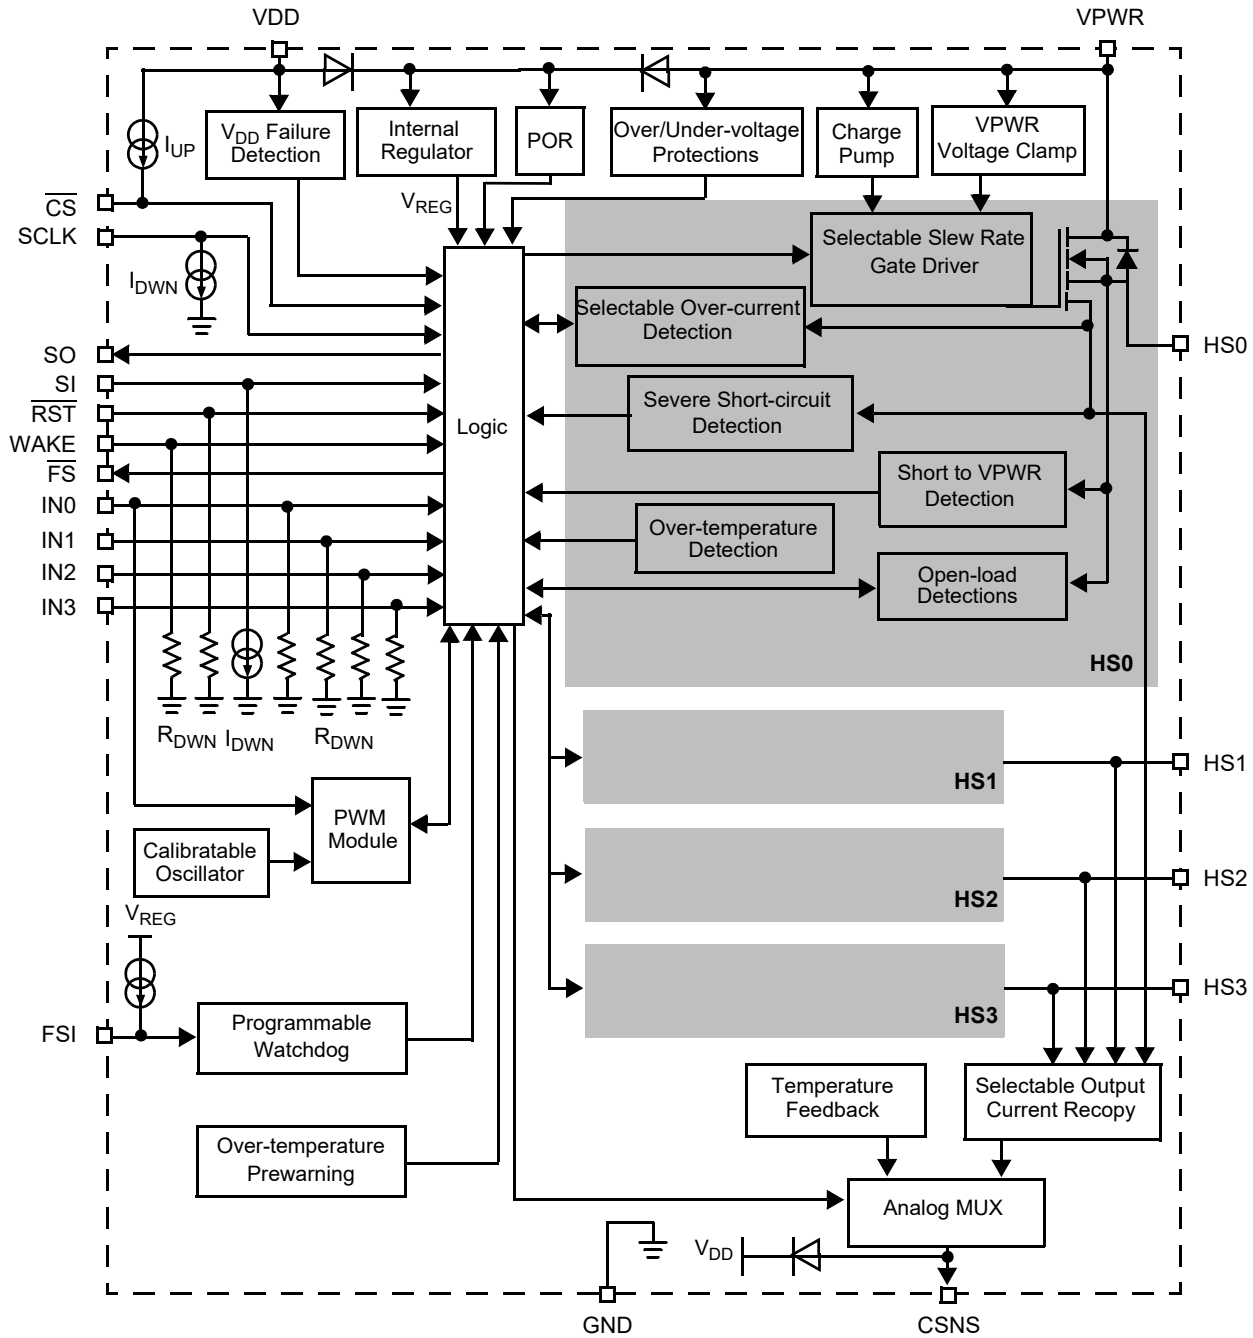 VDD
VPWR
IUP
VDD Failure
Detection
Internal
Regulator
POR
Over/Under-voltage
Protections
Charge
Pump
VPWR
Voltage Clamp
CS
VREG
SCLK
Selectable Slew Rate
Gate Driver
IDWN
Selectable Over-current
Detection
SO
HS0
SI
RST
Severe Short-circuit
Detection
Logic
WAKE
FS
Short to VPWR
Detection
IN0
Over-temperature
Detection
IN1
IN2
Open-load
Detections
IN3
HS0
RDWN
IDWN
RDWN
HS1
HS1
PWM
Module
Calibratable
Oscillator
HS2
HS2
VREG
HS3
HS3
FSI
Programmable
Watchdog
Temperature
Feedback
Selectable Output
Current Recopy
Over-temperature
Prewarning
Analog MUX
VDD
GND
CSNS